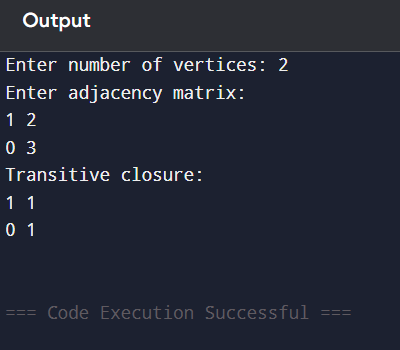 Output
Enter number of vertices: 2
Enter adjacency matrix:
1 2
0 3
Transitive closure:
1 1
0 1
=== Code Execution Successful ===